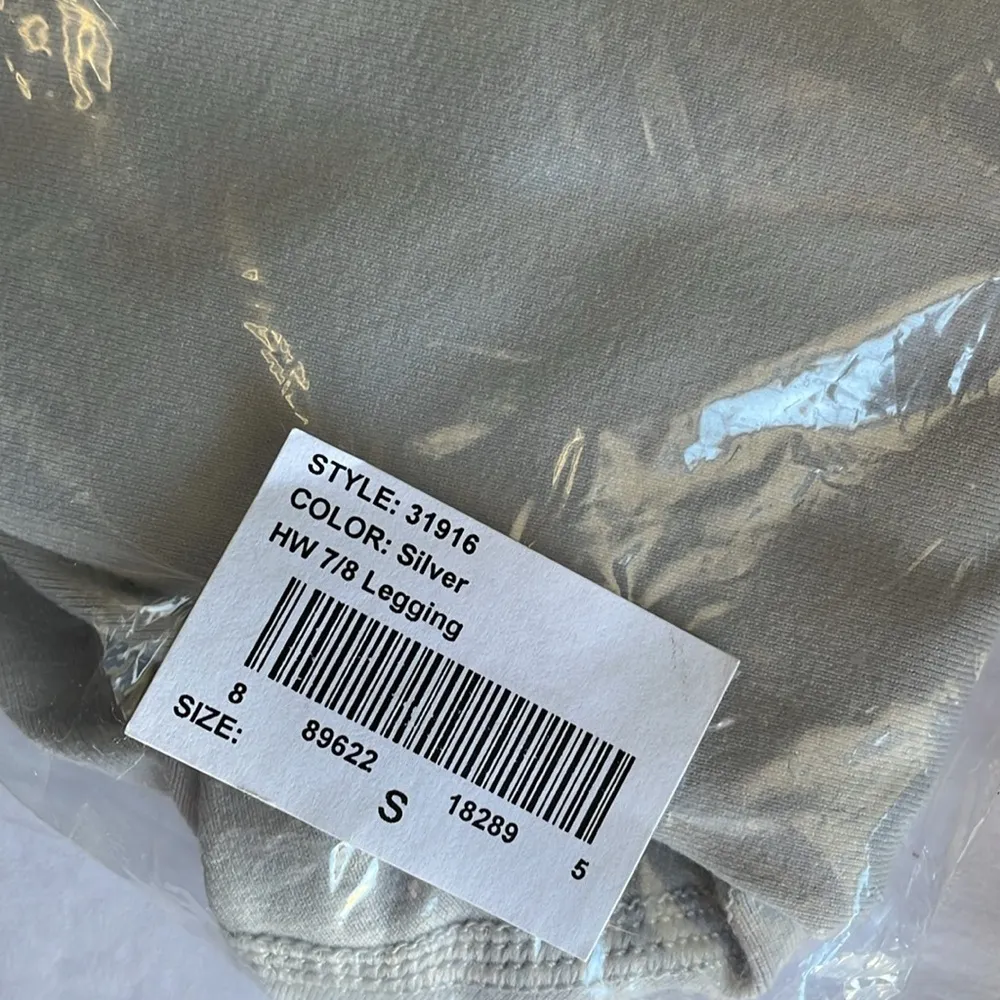 STYLE: 31916
COLOR: Silver
HW 7/8 Legging
8 89622 18289 5
SIZE: S